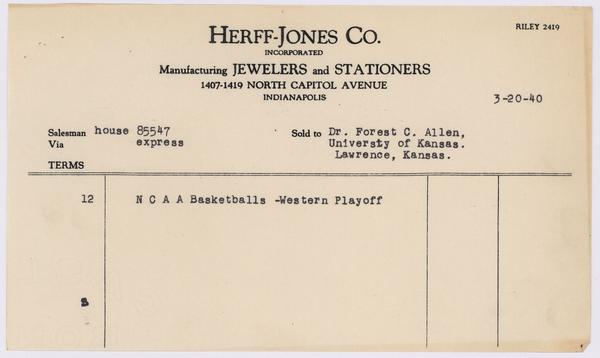 RILEY 2419
HERFF-JONES CO.
INCORPORATED
Manufacturing JEWELERS and STATIONERS
1407-1419 NORTH CAPITOL AVENUE
INDIANAPOLIS
3-20-40
Salesman house 85547
Via express
TERMS
Sold to Dr. Forest C. Allen,
Universty of Kansas.
Lawrence, Kansas.
12 N C A A Basketballs -Western Playoff
s